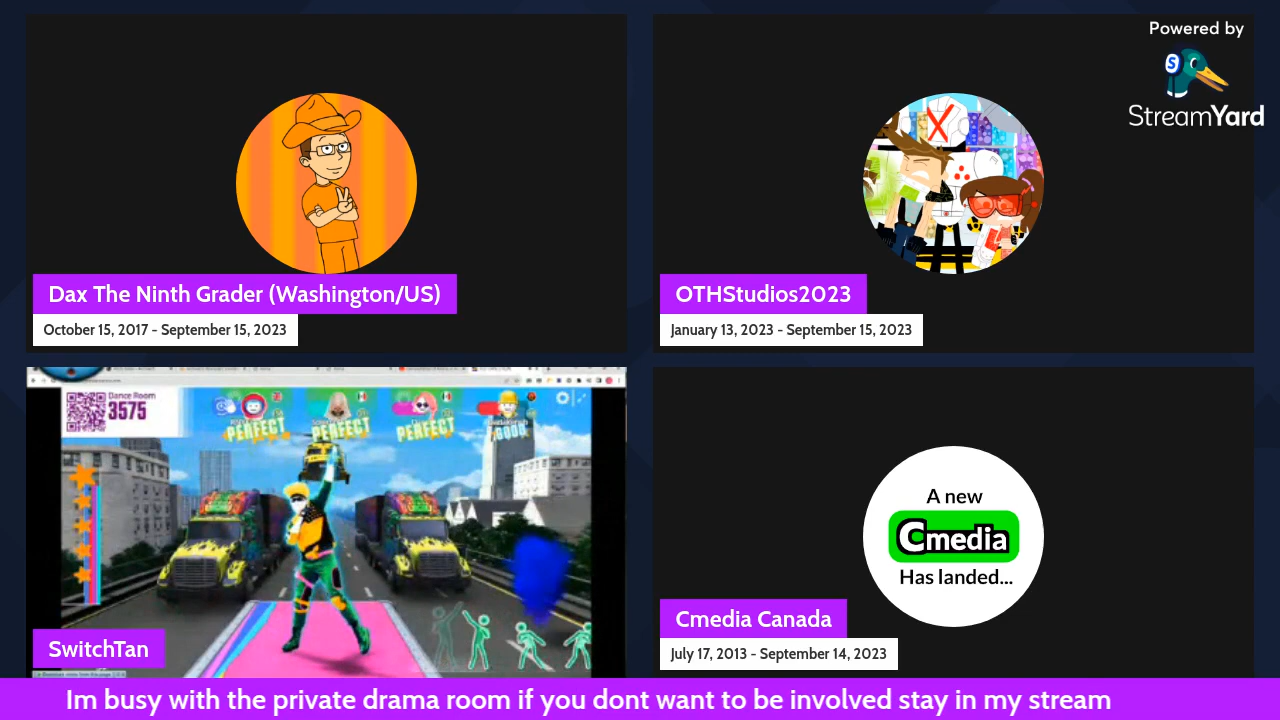 Powered by
StreamYard
Dax The Ninth Grader (Washington/US)
October 15, 2017 - September 15, 2023
OTHStudios2023
January 13, 2023 - September 15, 2023
Dance Room
3575
PERFECT
PERFECT
PERFECT
GOOD
SwitchTan
A new
Cmedia
Has landed...
Cmedia Canada
July 17, 2013 - September 14, 2023
Im busy with the private drama room if you dont want to be involved stay in my stream